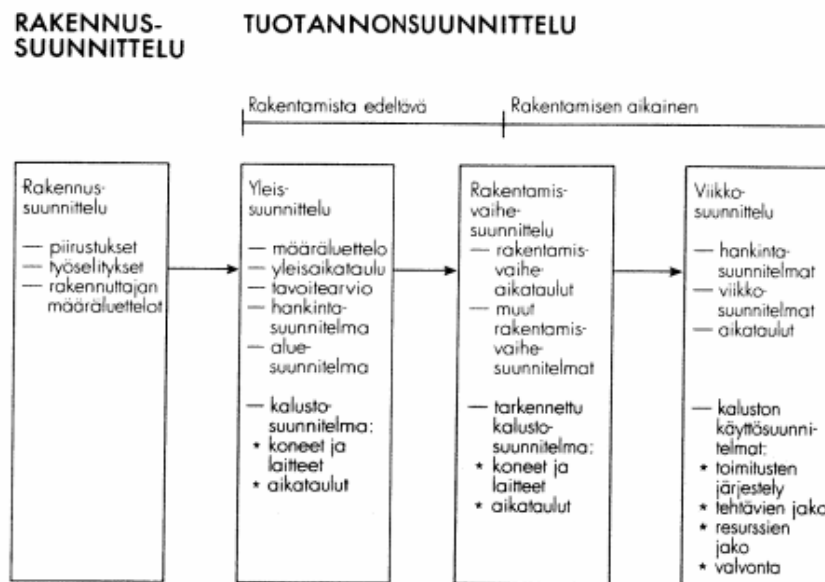 RAKENNUS-
SUUNNITTELU
TUOTANNONSUUNNITTELU
Rakentamista edeltävä
Rakentamisen aikainen
Rakennus-
suunnittelu
— piirustukset
— työselitykset
— rakennuttajan
määräluettelot
Yleis-
suunnittelu
— määräluettelo
— yleisaikataulu
— tavoitearvio
— hankinta-
suunnitelma
— alue-
suunnitelma
— kalusto-
suunnitelma:
* koneet ja
laitteet
* aikataulut
Rakentamis-
vaihe-
suunnittelu
— rakentamis-
vaihe-
aikataulut
— muut
rakentamis-
vaihe-
suunnitelmat
— tarkennettu
kalusto-
suunnitelma:
* koneet ja
laitteet
* aikataulut
Viikko-
suunnittelu
— hankinta-
suunnitelmat
— viikko-
suunnitelmat
— aikataulut
— kaluston
käyttösuunni-
telmat:
* toimitusten
järjestely
* tehtävien jako
* resurssien
jako
* valvonta